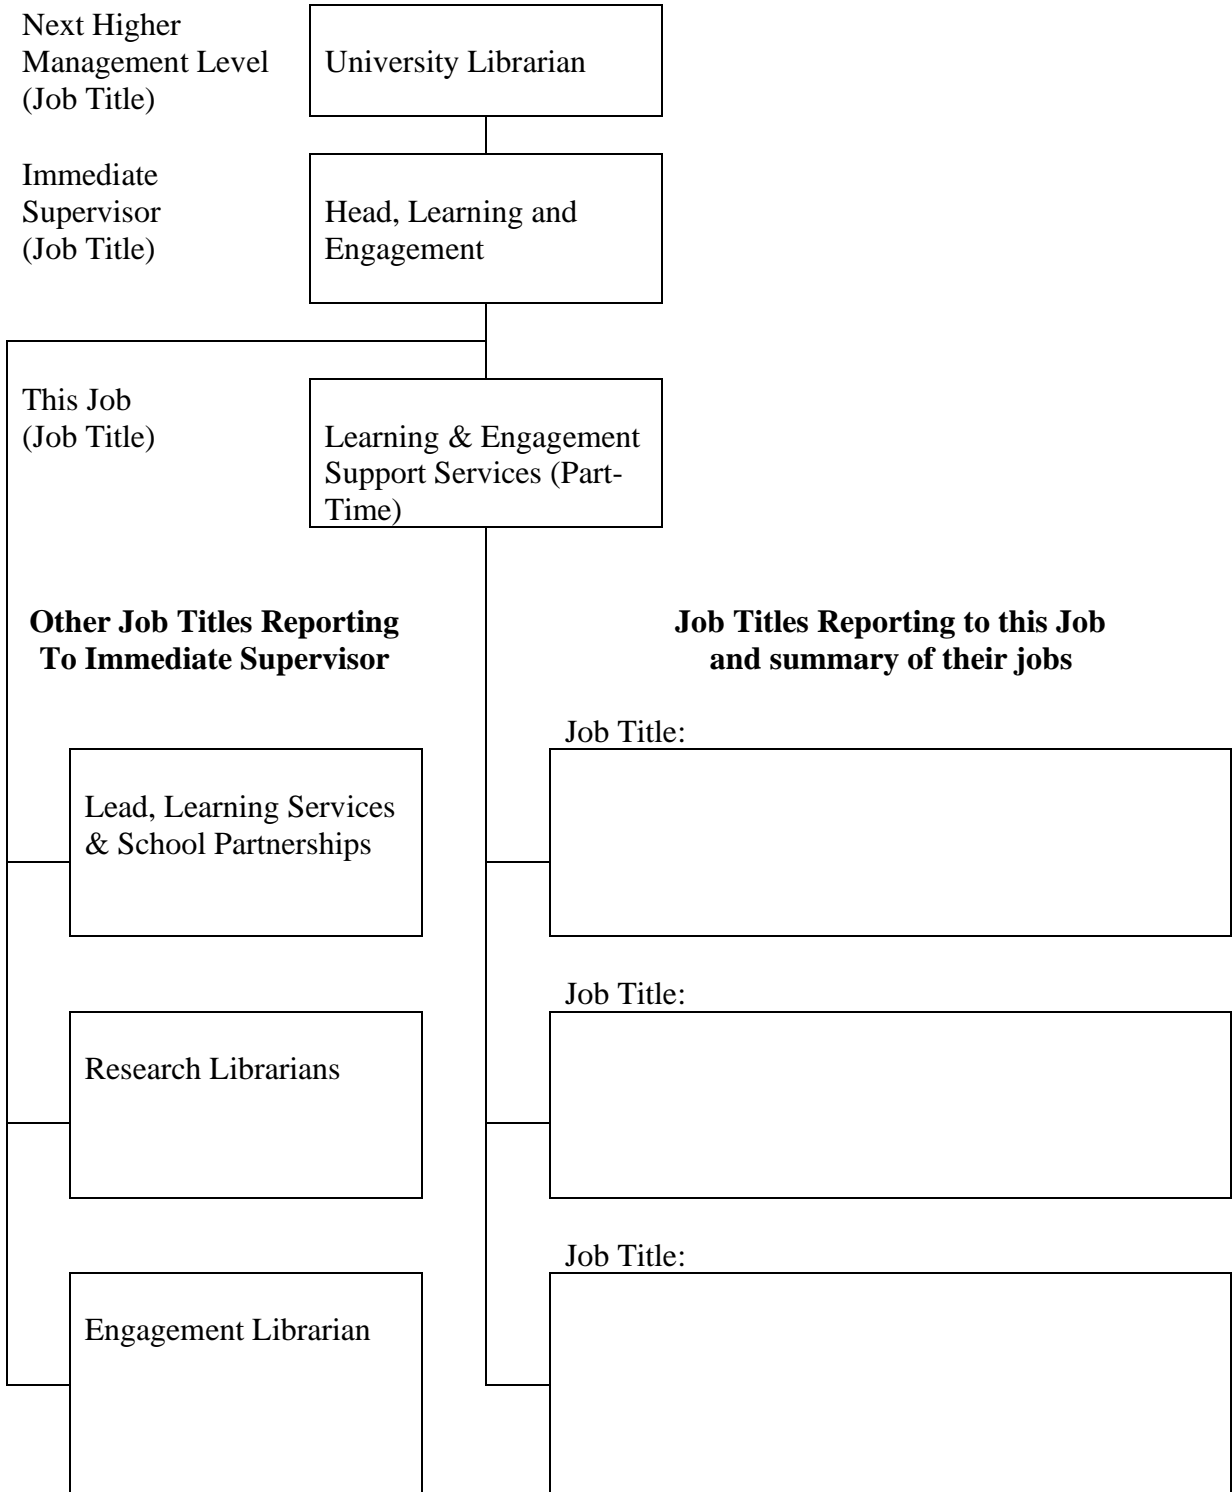 Next Higher
Management Level
(Job Title)
University Librarian
Immediate
Supervisor
(Job Title)
Head, Learning and
Engagement
This Job
(Job Title)
Learning & Engagement
Support Services (Part-
Time)
Other Job Titles Reporting
To Immediate Supervisor
Job Titles Reporting to this Job
and summary of their jobs
Job Title:
Lead, Learning Services
& School Partnerships
Job Title:
Research Librarians
Job Title:
Engagement Librarian